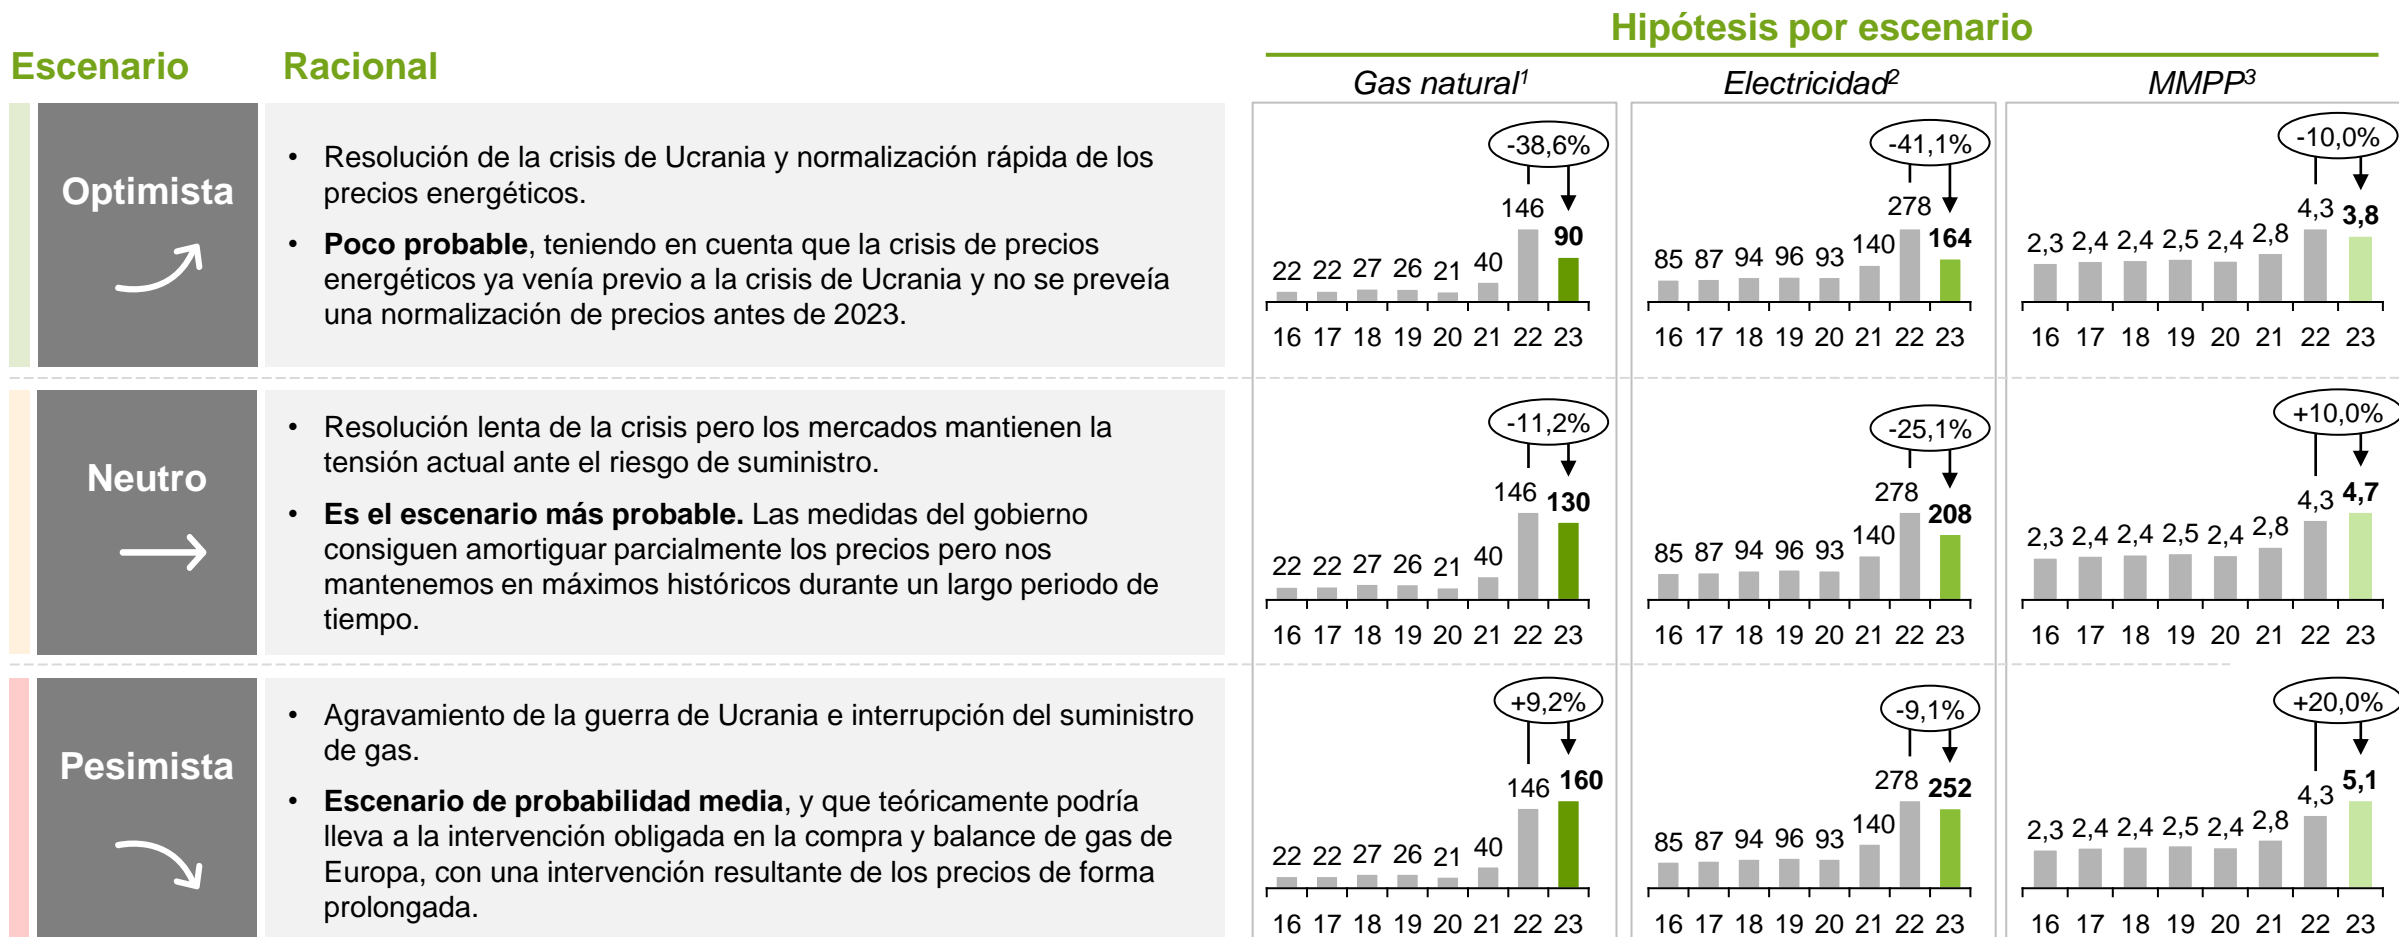 Hipótesis por escenario
Escenario
Racional
Gas natural1
Electricidad2
MMPP3
Optimista
• Resolución de la crisis de Ucrania y normalización rápida de los
precios energéticos.
• Poco probable, teniendo en cuenta que la crisis de precios
energéticos ya venía previo a la crisis de Ucrania y no se preveía
una normalización de precios antes de 2023.
-38,6%
22 22 27 26 21 40 146 90
16 17 18 19 20 21 22 23
-41,1%
85 87 94 96 93 140 278 164
16 17 18 19 20 21 22 23
-10,0%
2,3 2,4 2,4 2,5 2,4 2,8 4,3 3,8
16 17 18 19 20 21 22 23
Neutro
• Resolución lenta de la crisis pero los mercados mantienen la
tensión actual ante el riesgo de suministro.
• Es el escenario más probable. Las medidas del gobierno
consiguen amortiguar parcialmente los precios pero nos
mantenemos en máximos históricos durante un largo periodo de
tiempo.
-11,2%
22 22 27 26 21 40 146 130
16 17 18 19 20 21 22 23
-25,1%
85 87 94 96 93 140 278 208
16 17 18 19 20 21 22 23
+10,0%
2,3 2,4 2,4 2,5 2,4 2,8 4,3 4,7
16 17 18 19 20 21 22 23
Pesimista
• Agravamiento de la guerra de Ucrania e interrupción del suministro
de gas.
• Escenario de probabilidad media, y que teóricamente podría
lleva a la intervención obligada en la compra y balance de gas de
Europa, con una intervención resultante de los precios de forma
prolongada.
+9,2%
22 22 27 26 21 40 146 160
16 17 18 19 20 21 22 23
-9,1%
85 87 94 96 93 140 278 252
16 17 18 19 20 21 22 23
+20,0%
2,3 2,4 2,4 2,5 2,4 2,8 4,3 5,1
16 17 18 19 20 21 22 23